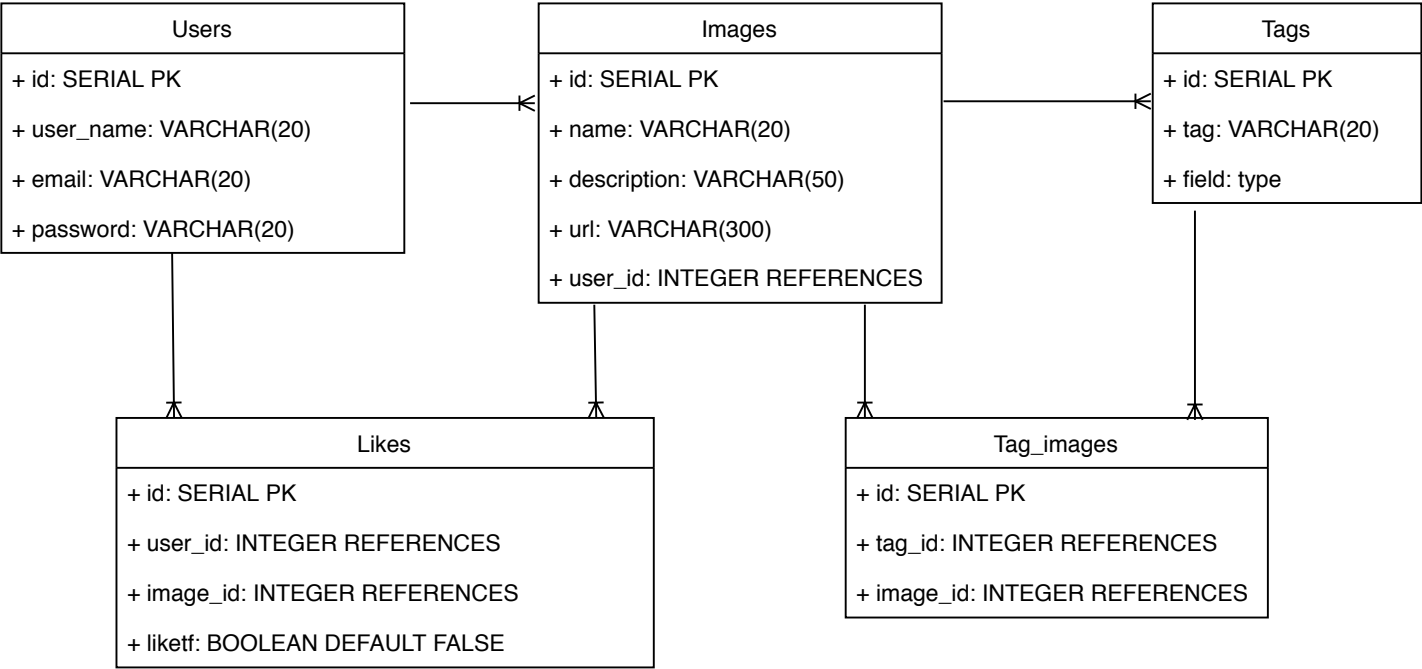 Users
+ id: SERIAL PK
+ user_name: VARCHAR(20)
+ email: VARCHAR(20)
+ password: VARCHAR(20)
Images
+ id: SERIAL PK
+ name: VARCHAR(20)
+ description: VARCHAR(50)
+ url: VARCHAR(300)
+ user_id: INTEGER REFERENCES
Tags
+ id: SERIAL PK
+ tag: VARCHAR(20)
+ field: type
Likes
+ id: SERIAL PK
+ user_id: INTEGER REFERENCES
+ image_id: INTEGER REFERENCES
+ liketf: BOOLEAN DEFAULT FALSE
Tag_images
+ id: SERIAL PK
+ tag_id: INTEGER REFERENCES
+ image_id: INTEGER REFERENCES